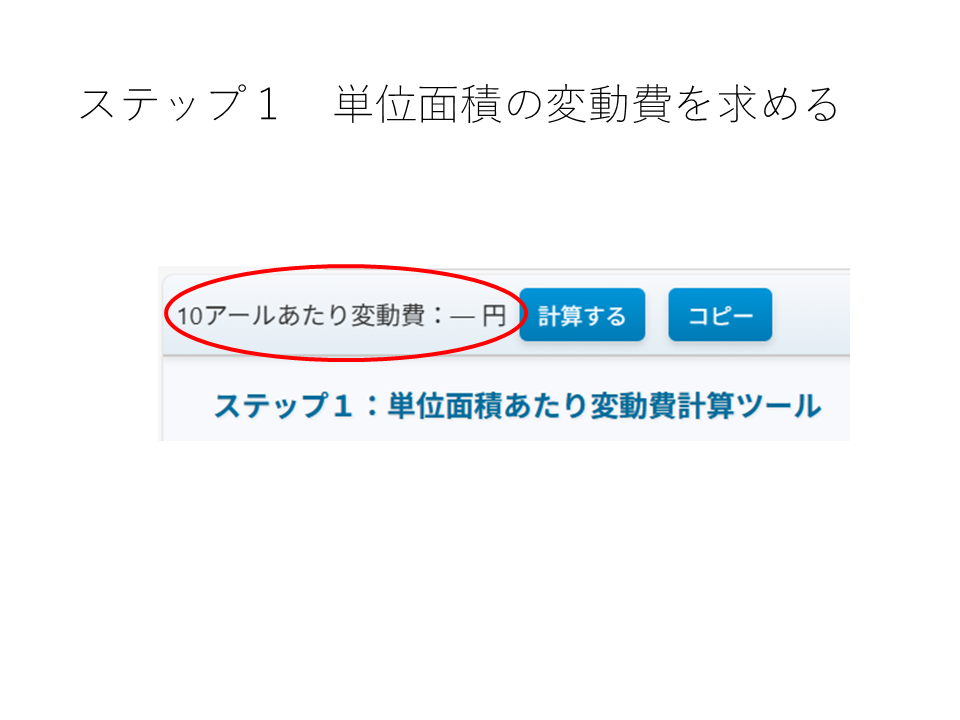 ステップ１　単位面積の変動費を求める
10アールあたり変動費：— 円
計算する
コピー
ステップ１：単位面積あたり変動費計算ツール